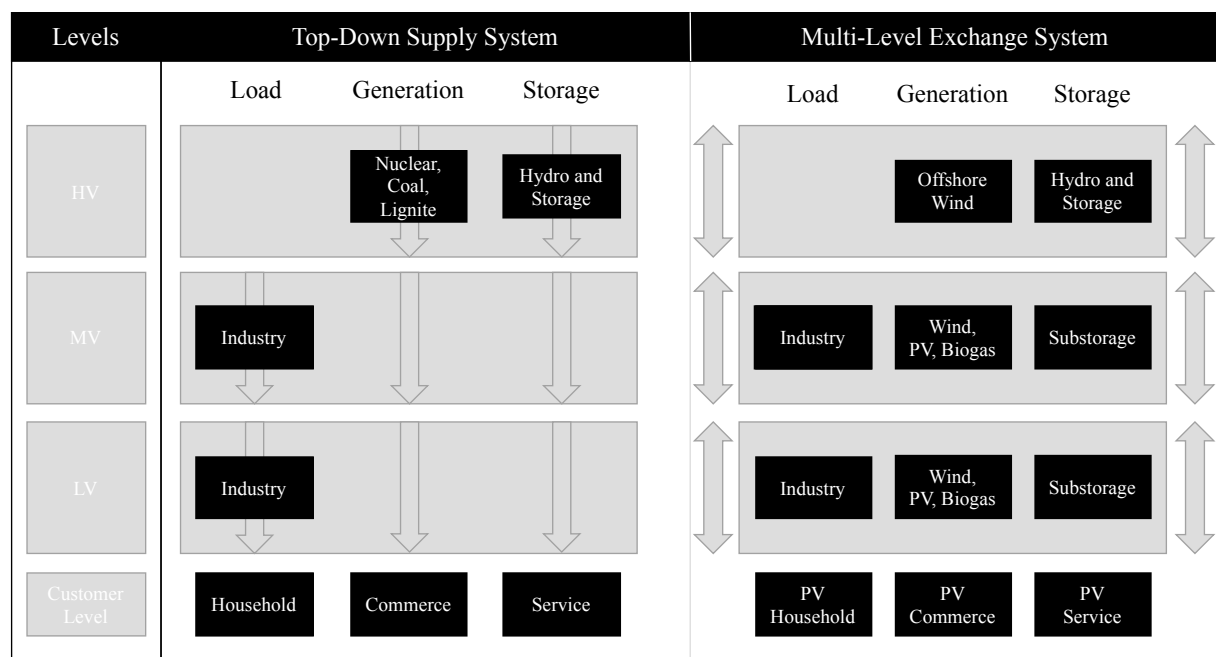 Levels
Top-Down Supply System
Multi-Level Exchange System
Load
Generation
Storage
Load
Generation
Storage
HV
Nuclear,
Coal,
Lignite
Hydro and
Storage
Offshore
Wind
Hydro and
Storage
MV
Industry
Industry
Wind,
PV, Biogas
Substorage
LV
Industry
Industry
Wind,
PV, Biogas
Substorage
Customer
Level
Household
Commerce
Service
PV
Household
PV
Commerce
PV
Service